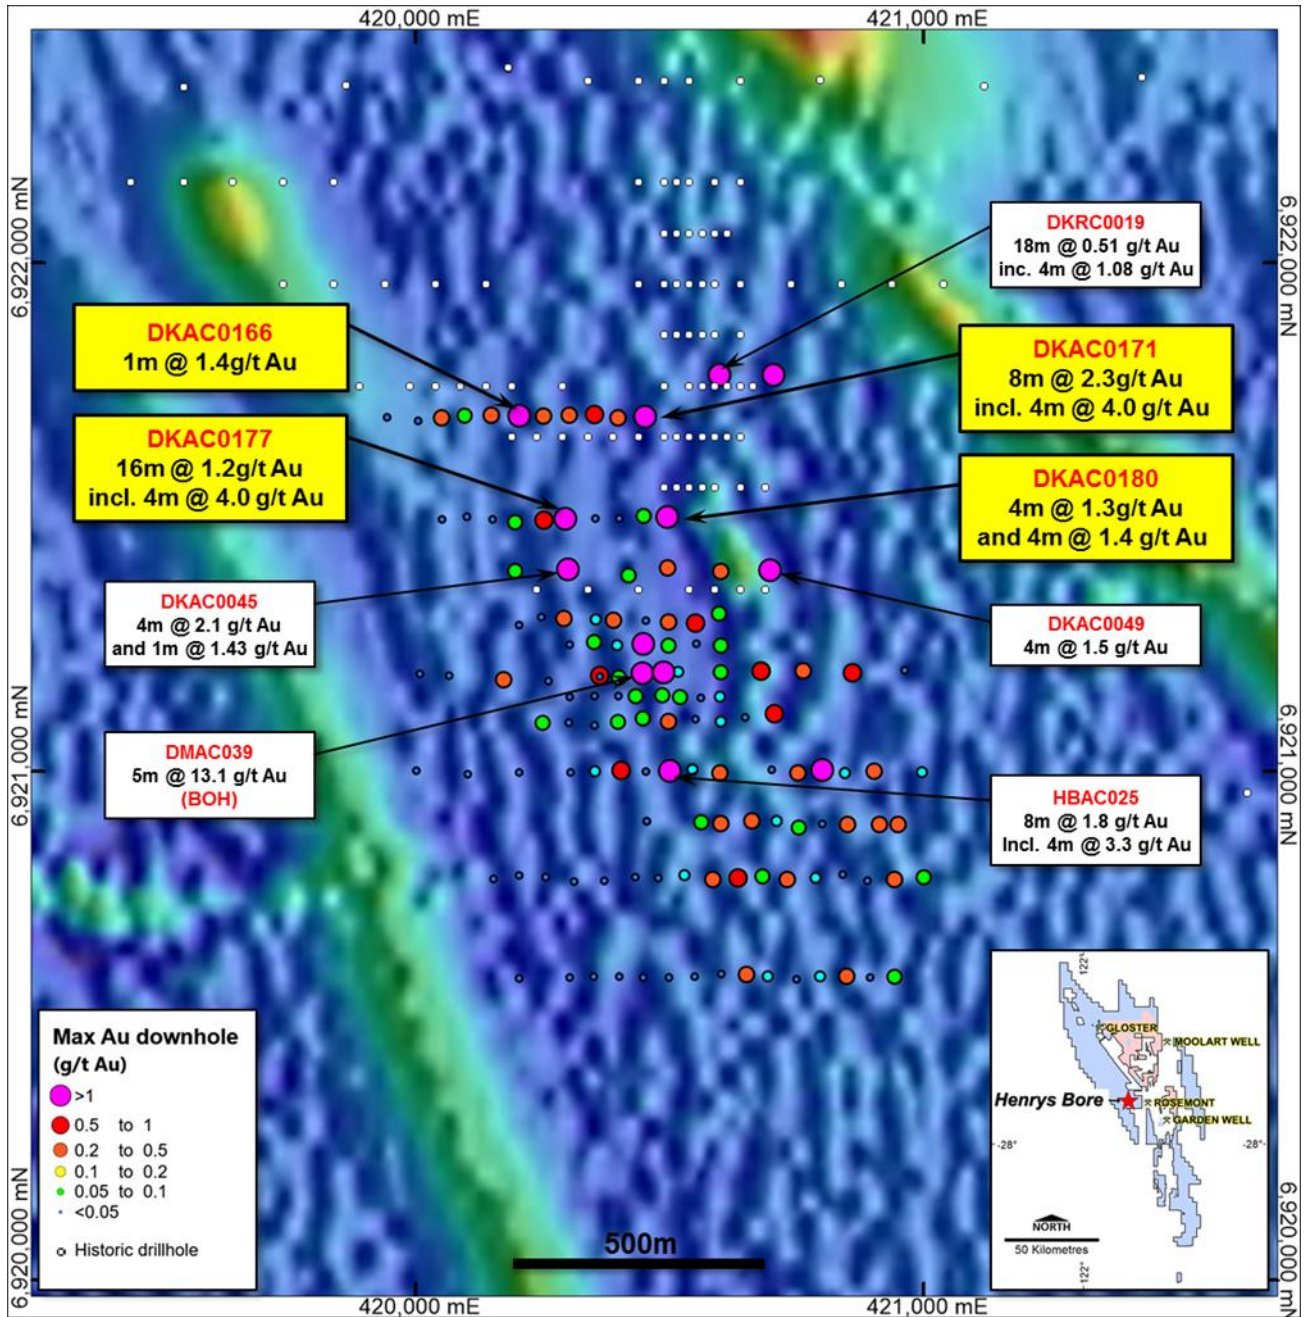 420,000 mE
421,000 mE
6,922,000 mN
6,922,000 mN
DKRC0019
18m @ 0.51 g/t Au
inc. 4m @ 1.08 g/t Au
DKAC0166
1m @ 1.4g/t Au
DKAC0171
8m @ 2.3g/t Au
incl. 4m @ 4.0 g/t Au
DKAC0177
16m @ 1.2g/t Au
incl. 4m @ 4.0 g/t Au
DKAC0180
4m @ 1.3g/t Au
and 4m @ 1.4 g/t Au
DKAC0045
4m @ 2.1 g/t Au
and 1m @ 1.43 g/t Au
DKAC0049
4m @ 1.5 g/t Au
6,921,000 mN
6,921,000 mN
DMAC039
5m @ 13.1 g/t Au
(BOH)
HBAC025
8m @ 1.8 g/t Au
Incl. 4m @ 3.3 g/t Au
Max Au downhole
(g/t Au)
>1
0.5 to 1
0.2 to 0.5
0.1 to 0.2
0.05 to 0.1
<0.05
Historic drillhole
500m
122°
GLOSTER
MOOLART WELL
Henrys Bore
ROSEMONT
GARDEN WELL
-28°
-28°
NORTH
50 Kilometres
122°
6,920,000 mN
6,920,000 mN
420,000 mE
421,000 mE